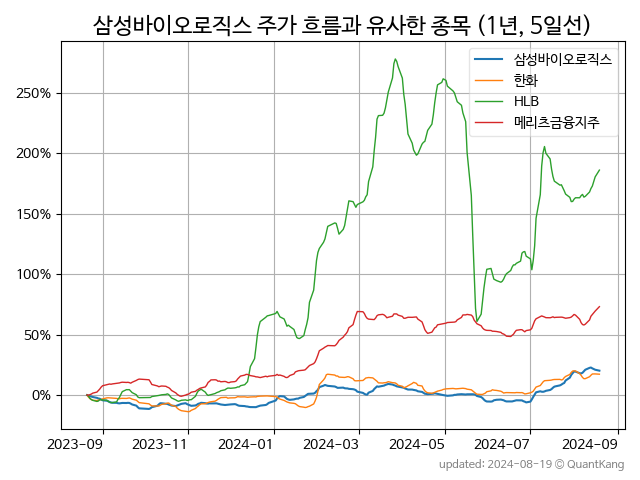 삼성바이오로직스 주가 흐름과 유사한 종목 (1년, 5일선)
삼성바이오로직스
한화
HLB
메리츠금융지주
250%
200%
150%
100%
50%
0%
2023-09 2023-11 2024-01 2024-03 2024-05 2024-07 2024-09
updated: 2024-08-19 © QuantKang